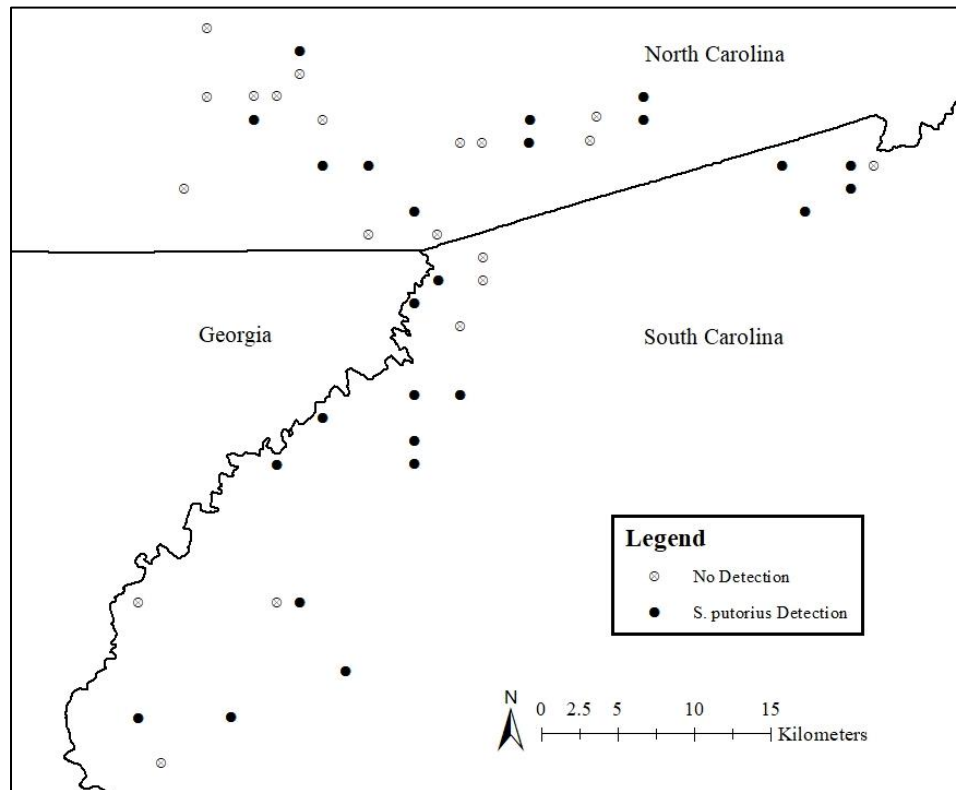 North Carolina
Georgia
South Carolina
Legend
No Detection
S. putorius Detection
N
0 2.5 5 10 15
Kilometers